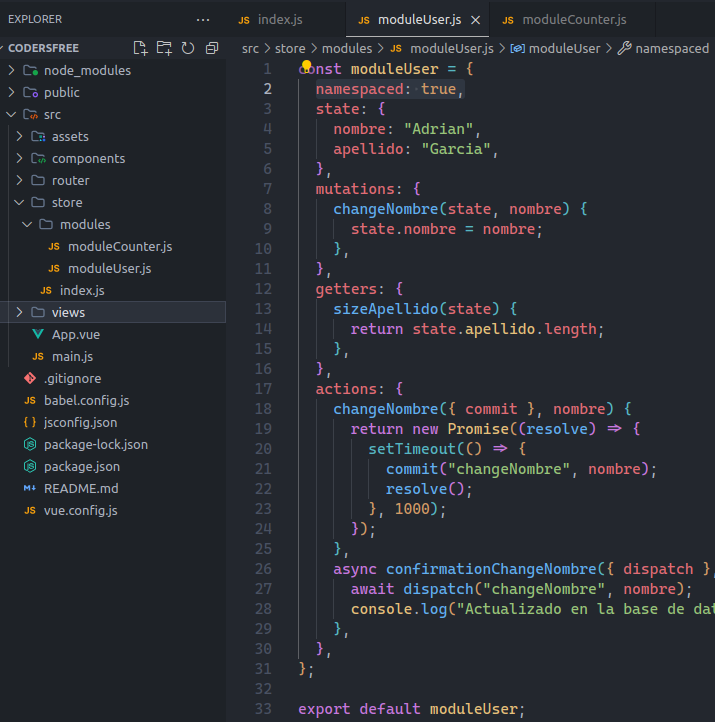 EXPLORER
...
CODERSFREE
node_modules
public
src
assets
components
router
store
modules
JS moduleCounter.js
JS moduleUser.js
JS index.js
views
App.vue
JS main.js
.gitignore
JS babel.config.js
{ } jsconfig.json
package-lock.json
package.json
M↓ README.md
JS vue.config.js
JS index.js
JS moduleUser.js ×
JS moduleCounter.js
src > store > modules > JS moduleUser.js > moduleUser > namespaced
1 const moduleUser = {
2 namespaced: true,
3 state: {
4 nombre: "Adrian",
5 apellido: "Garcia",
6 },
7 mutations: {
8 changeNombre(state, nombre) {
9 state.nombre = nombre;
10 },
11 },
12 getters: {
13 sizeApellido(state) {
14 return state.apellido.length;
15 },
16 },
17 actions: {
18 changeNombre({ commit }, nombre) {
19 return new Promise((resolve) => {
20 setTimeout(() => {
21 commit("changeNombre", nombre);
22 resolve();
23 }, 1000);
24 });
25 },
26 async confirmationChangeNombre({ dispatch },
27 await dispatch("changeNombre", nombre);
28 console.log("Actualizado en la base de dat
29 },
30 },
31 };
32
33 export default moduleUser;